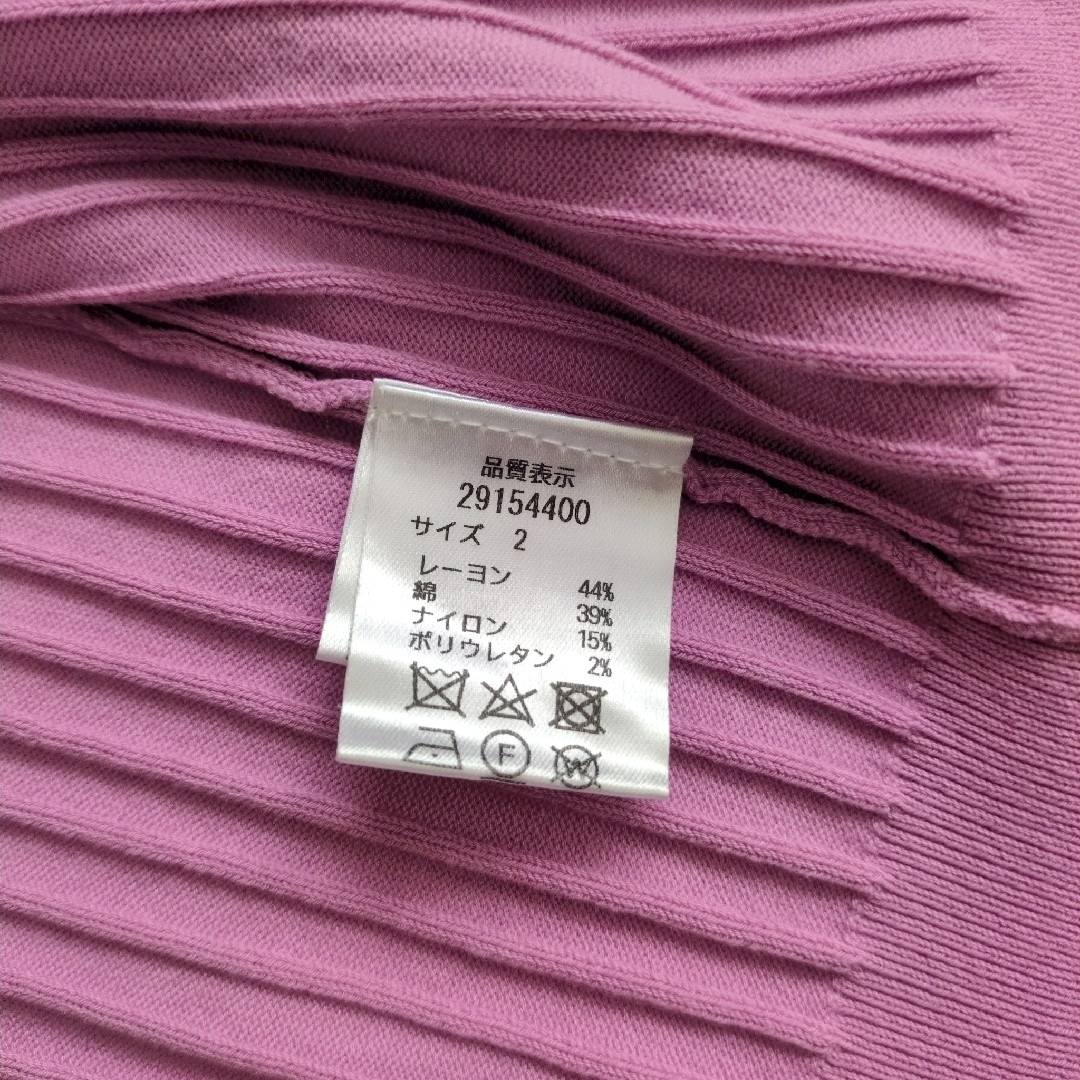 品質表示
29154400
サイズ 2
レーヨン 44%
綿 39%
ナイロン 15%
ポリウレタン 2%
F W